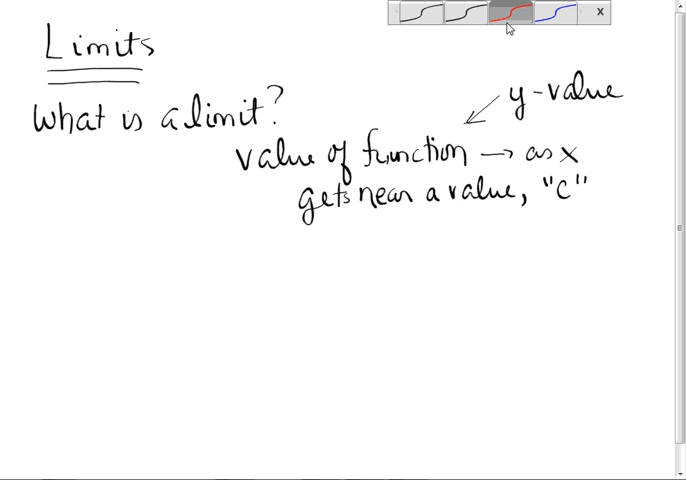 Limits
What is a limit?
y-value
value of function → as x
gets near a value, "c"
x